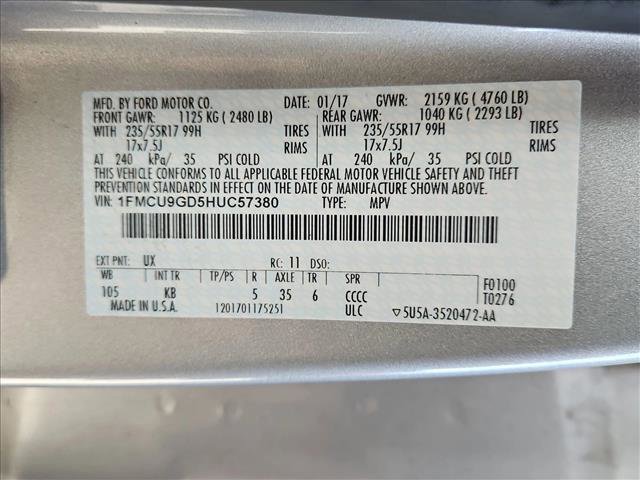 MFD. BY FORD MOTOR CO. DATE: 01/17 GVWR: 2159 KG ( 4760 LB)
FRONT GAWR: 1125 KG ( 2480 LB) REAR GAWR: 1040 KG ( 2293 LB)
WITH 235/55R17 99H TIRES WITH 235/55R17 99H TIRES
17x7.5J RIMS 17x7.5J RIMS
AT 240 kPa/ 35 PSI COLD AT 240 kPa/ 35 PSI COLD
THIS VEHICLE CONFORMS TO ALL APPLICABLE FEDERAL MOTOR VEHICLE SAFETY AND THEFT
PREVENTION STANDARDS IN EFFECT ON THE DATE OF MANUFACTURE SHOWN ABOVE.
VIN: 1FMCU9GD5HUC57380 TYPE: MPV
EXT PNT: UX RC: 11 DSO:
WB INT TR TP/PS R AXLE TR SPR F0100
105 KB 5 35 6 CCCC T0276
MADE IN U.S.A. 1201701175251 ULC ▽5U5A-3520472-AA